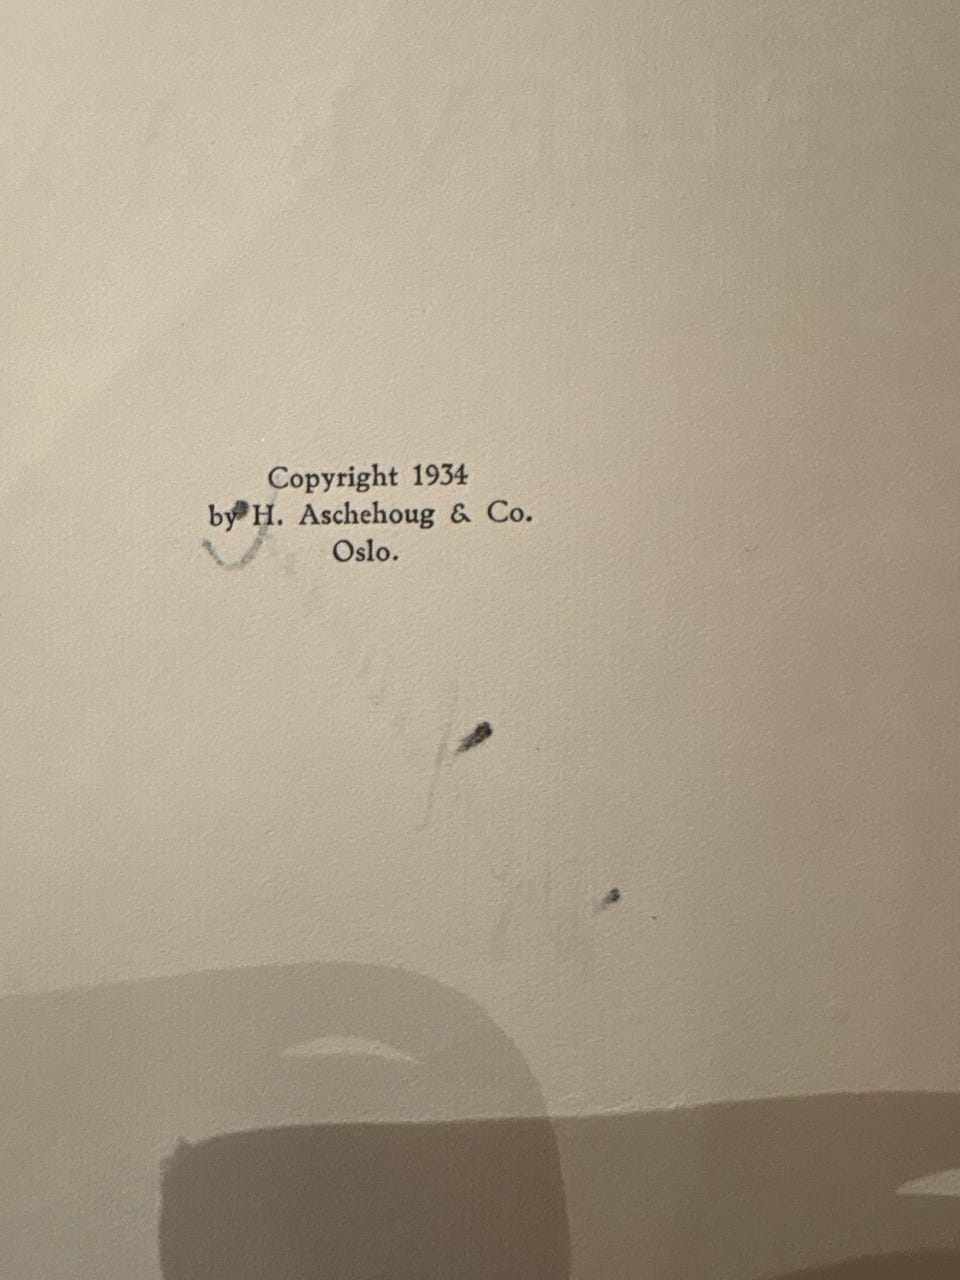 Copyright 1934
by H. Aschehoug & Co.
Oslo.